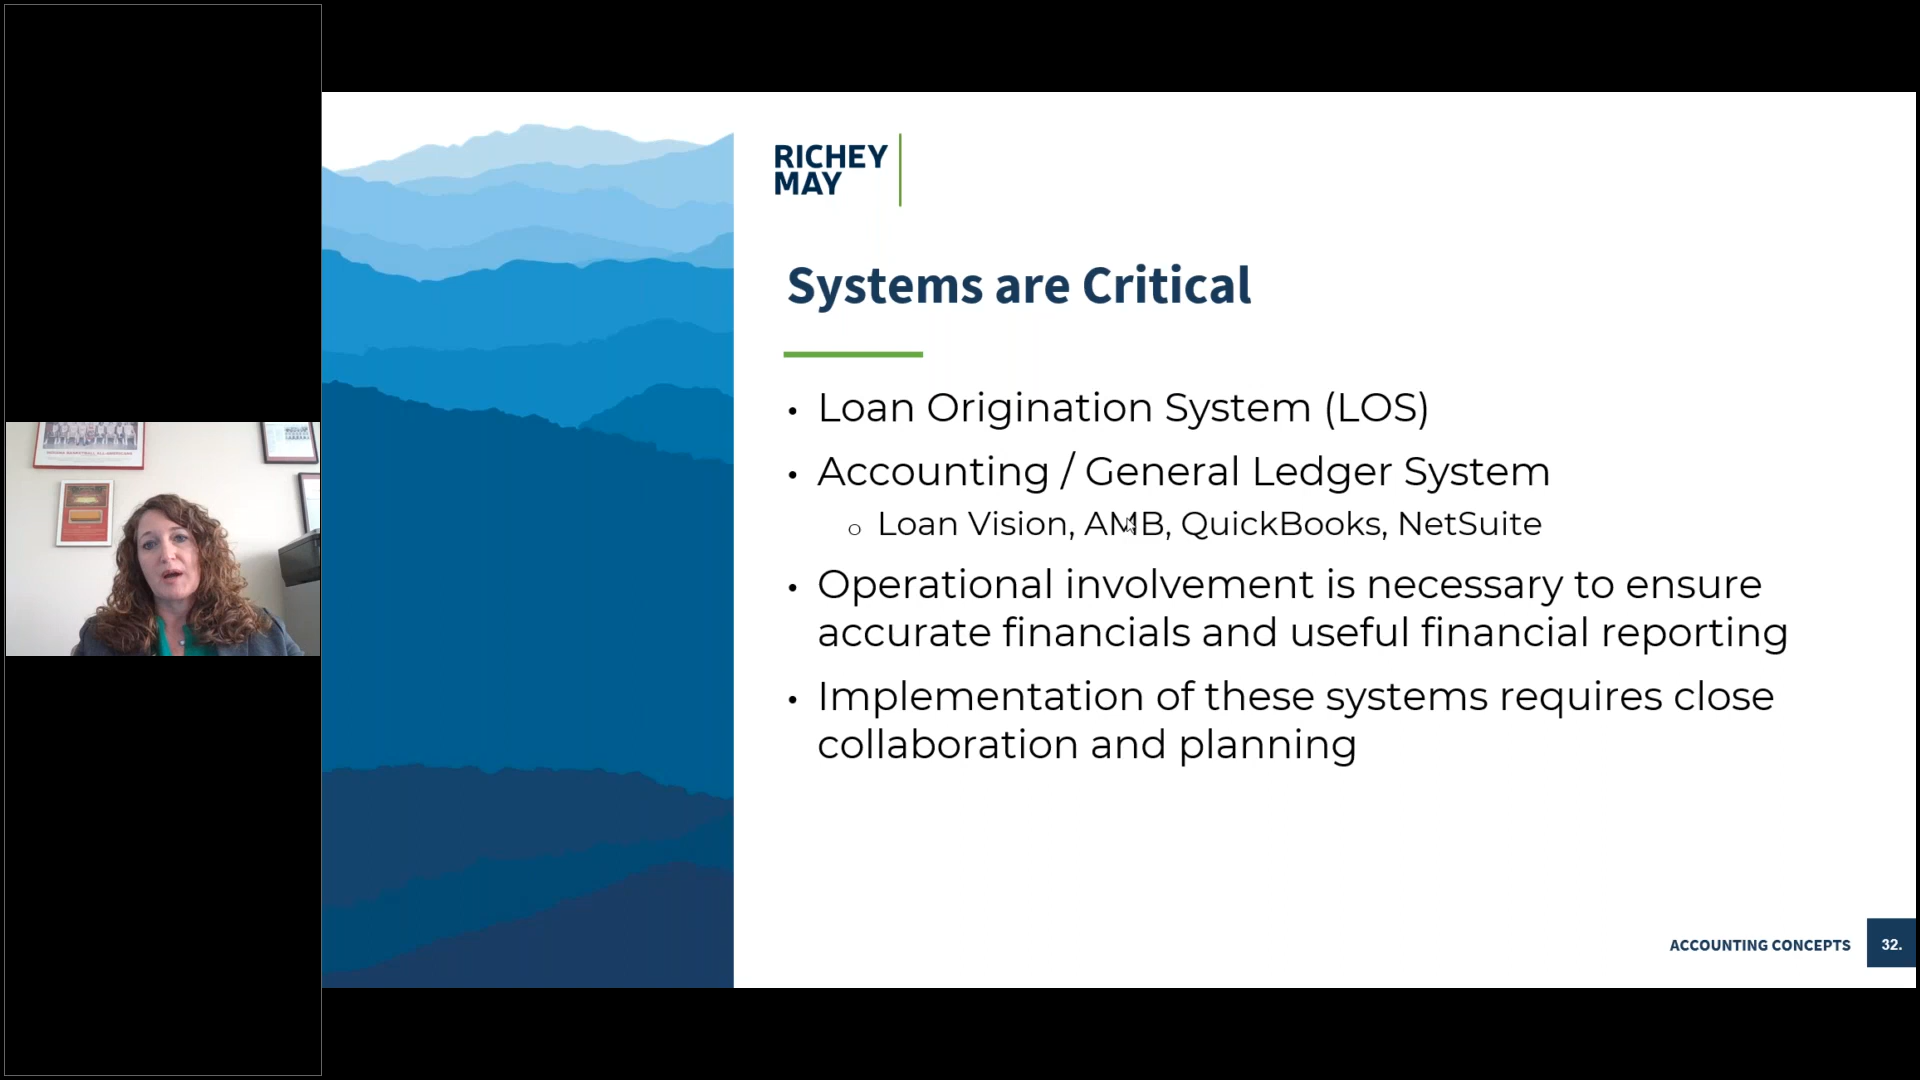 RICHEY
MAY
Systems are Critical
• Loan Origination System (LOS)
• Accounting / General Ledger System
o Loan Vision, AMB, QuickBooks, NetSuite
• Operational involvement is necessary to ensure
accurate financials and useful financial reporting
• Implementation of these systems requires close
collaboration and planning
ACCOUNTING CONCEPTS 32.